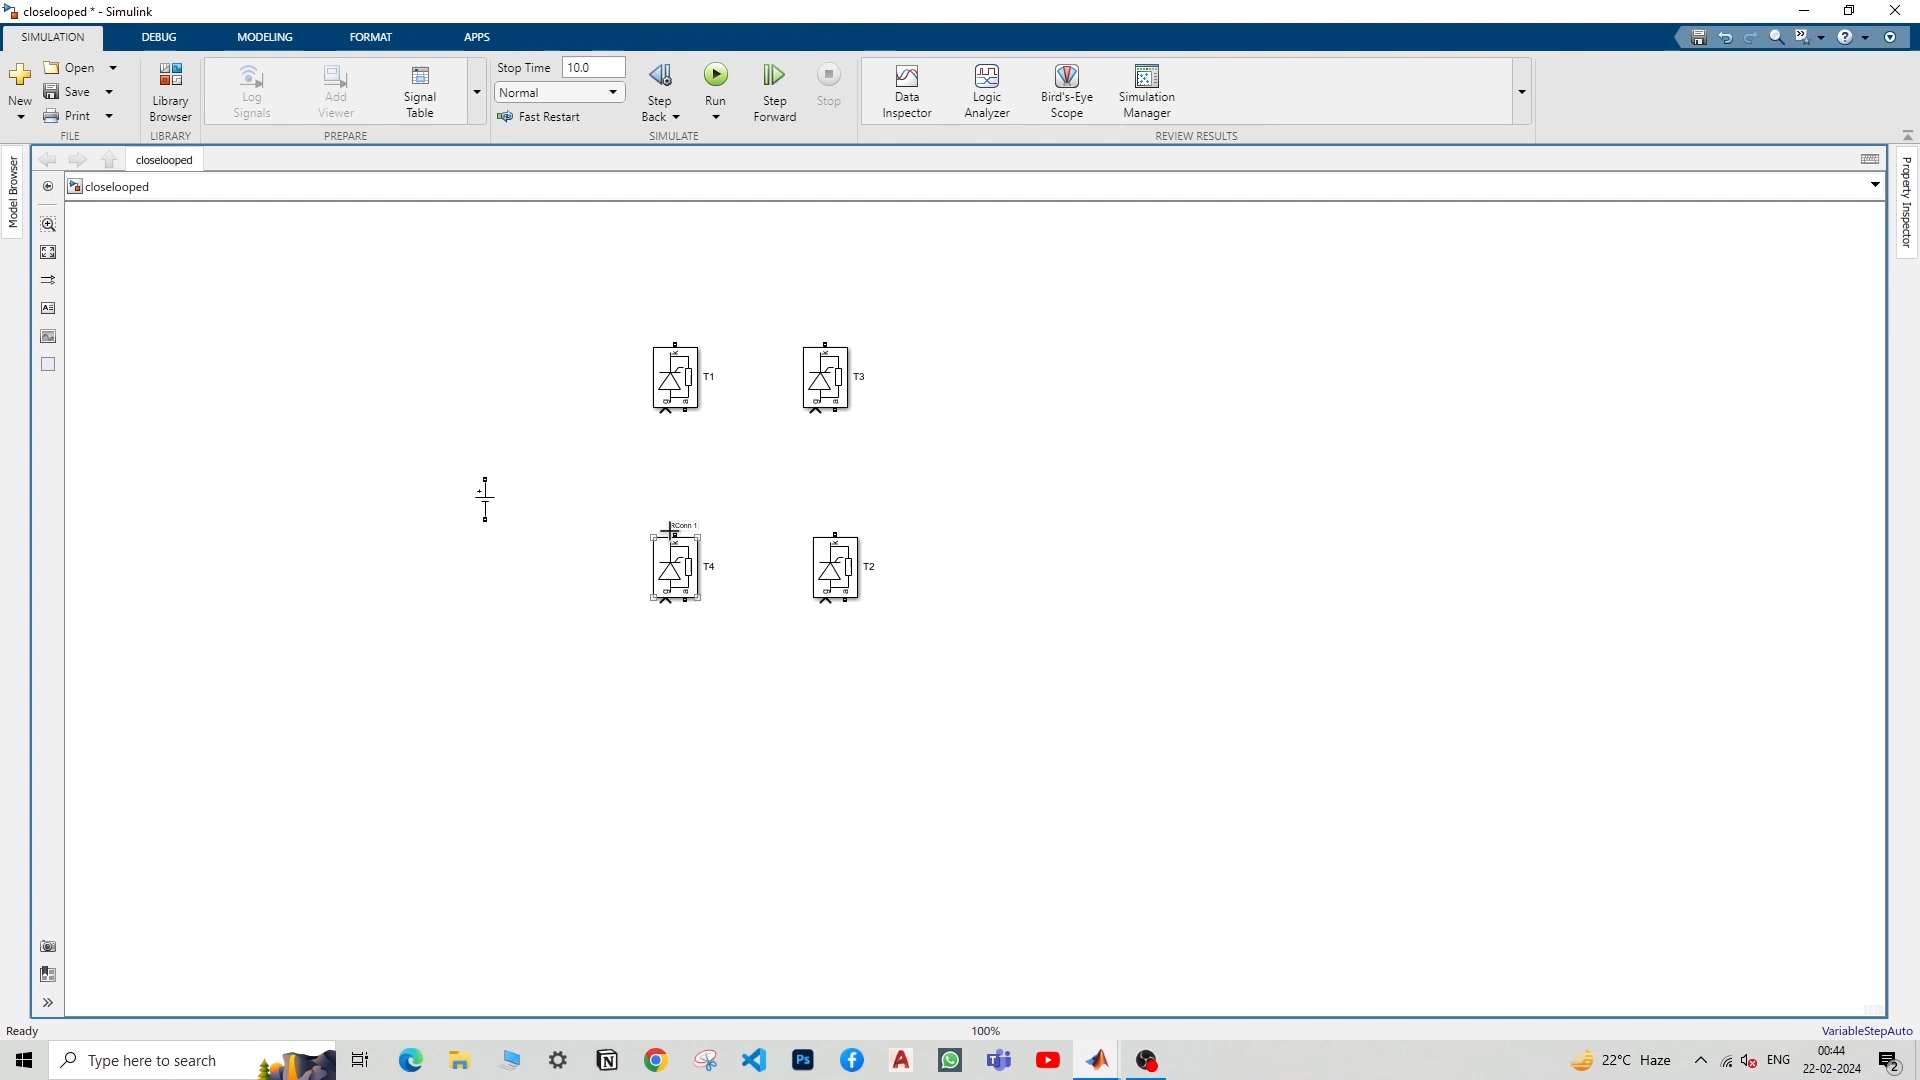 closelooped * - Simulink
SIMULATION DEBUG MODELING FORMAT APPS
New
Open
Save
Print
FILE
Library
Browser
LIBRARY
Log
Signals
Add
Viewer
Signal
Table
PREPARE
Stop Time 10.0
Normal
Fast Restart
Step
Back
Run
Step
Forward
Stop
SIMULATE
Data
Inspector
Logic
Analyzer
Bird's-Eye
Scope
Simulation
Manager
REVIEW RESULTS
Model Browser
Property Inspector
closelooped
closelooped
k
g a
T1
k
g a
T3
+
RConn 1
k
g a
T4
k
g a
T2
Ready
100%
VariableStepAuto
Type here to search
22°C Haze
ENG
00:44
22-02-2024
2